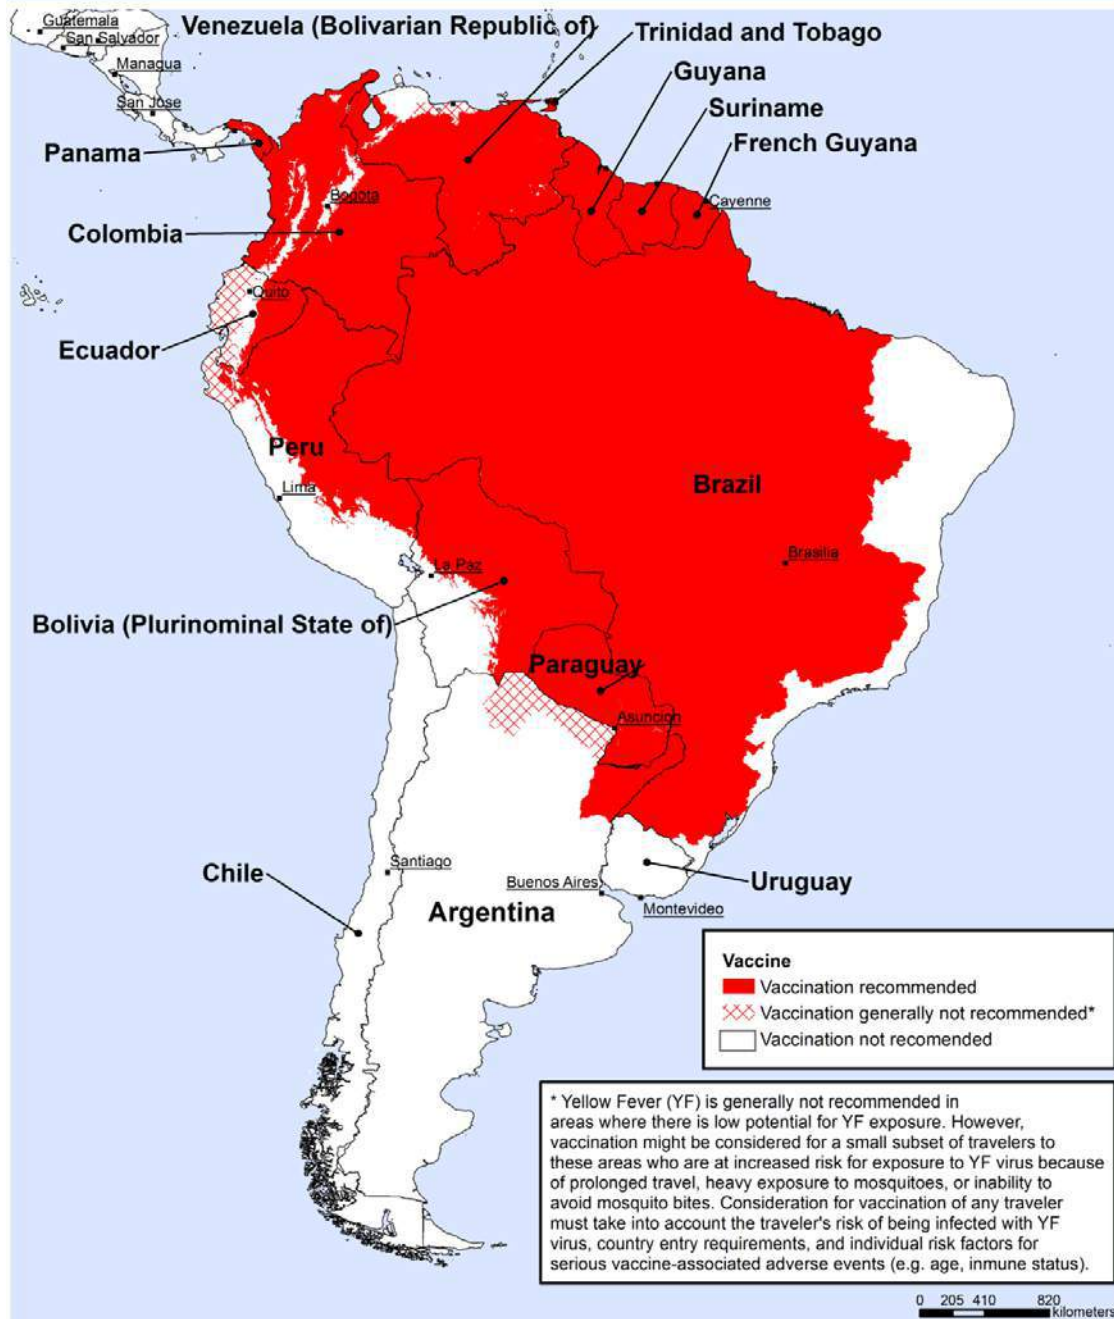 Guatemala
San Salvador
Managua
San Jose
Venezuela (Bolivarian Republic of)
Trinidad and Tobago
Guyana
Suriname
French Guyana
Panama
Cayenne
Bogota
Colombia
Quito
Ecuador
Peru
Lima
Brazil
Brasilia
La Paz
Bolivia (Plurinominal State of)
Paraguay
Asuncion
Chile
Santiago
Buenos Aires
Uruguay
Argentina
Montevideo
Vaccine
Vaccination recommended
Vaccination generally not recommended*
Vaccination not recomended
* Yellow Fever (YF) is generally not recommended in
areas where there is low potential for YF exposure. However,
vaccination might be considered for a small subset of travelers to
these areas who are at increased risk for exposure to YF virus because
of prolonged travel, heavy exposure to mosquitoes, or inability to
avoid mosquito bites. Consideration for vaccination of any traveler
must take into account the traveler's risk of being infected with YF
virus, country entry requirements, and individual risk factors for
serious vaccine-associated adverse events (e.g. age, inmune status).
0 205 410 820
kilometers